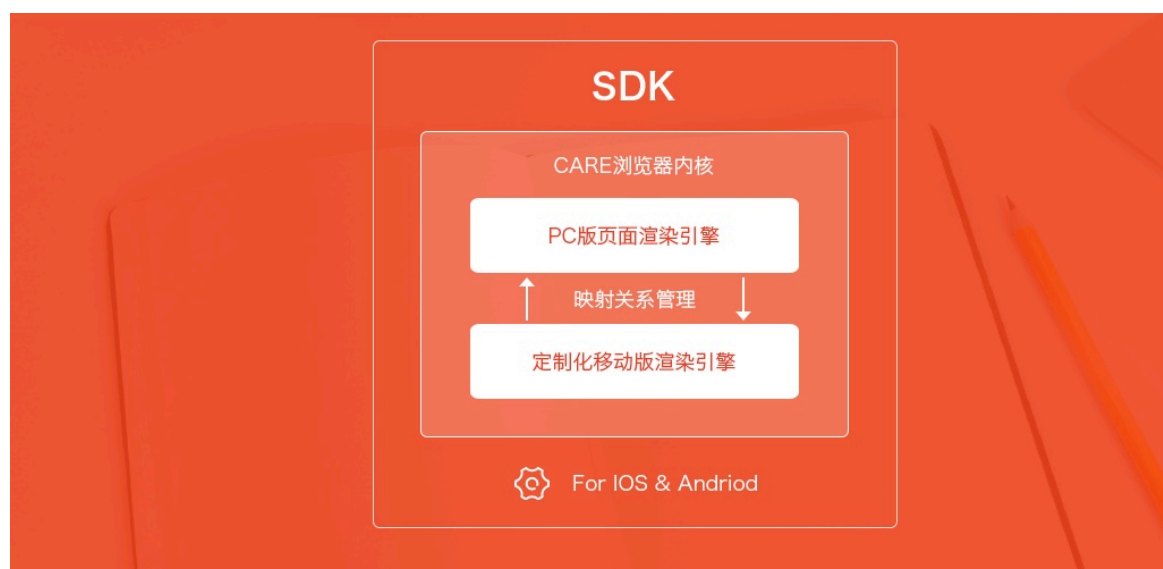 SDK
CARE浏览器内核
PC版页面渲染引擎
映射关系管理
定制化移动版渲染引擎
For IOS & Andriod